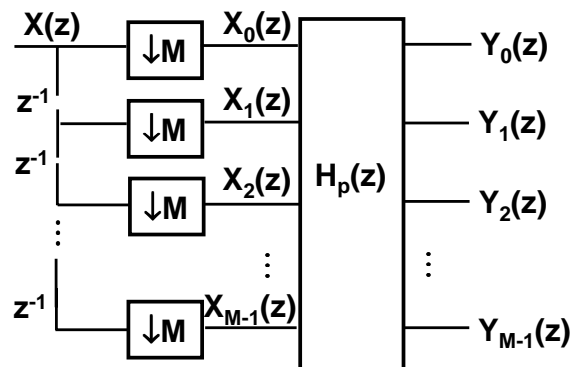 X(z) ↓M X₀(z) Y₀(z)
z⁻¹
↓M X₁(z) Y₁(z)
z⁻¹
↓M X₂(z) Hₚ(z) Y₂(z)
⋮ ⋮ ⋮
z⁻¹ ↓M X_{M-1}(z) Y_{M-1}(z)